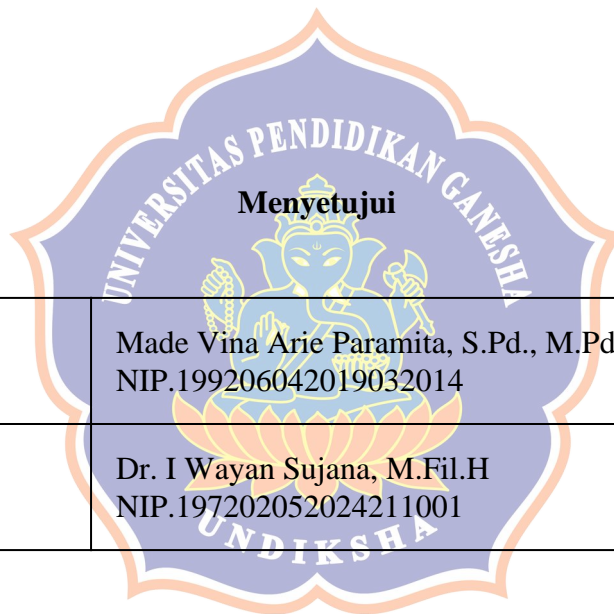 UNIVERSITAS PENDIDIKAN GANESHA
Menyetujui
Made Vina Arie Paramita, S.Pd., M.Pd
NIP.199206042019032014
Dr. I Wayan Sujana, M.Fil.H
NIP.197202052024211001
UNDIKSHA